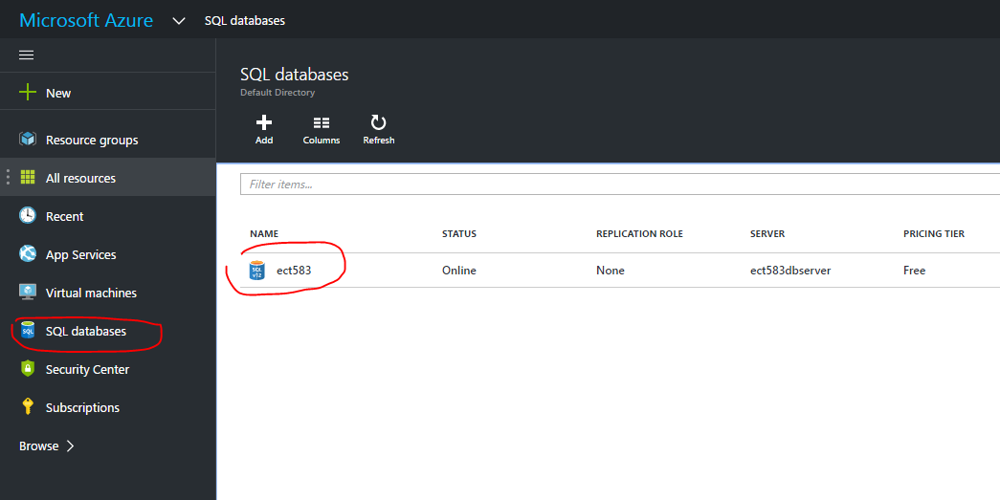 Microsoft Azure SQL databases
New
Resource groups
All resources
Recent
App Services
Virtual machines
SQL databases
Security Center
Subscriptions
Browse
SQL databases
Default Directory
Add Columns Refresh
Filter items...
NAME STATUS REPLICATION ROLE SERVER PRICING TIER
SQL v12 ect583 Online None ect583dbserver Free